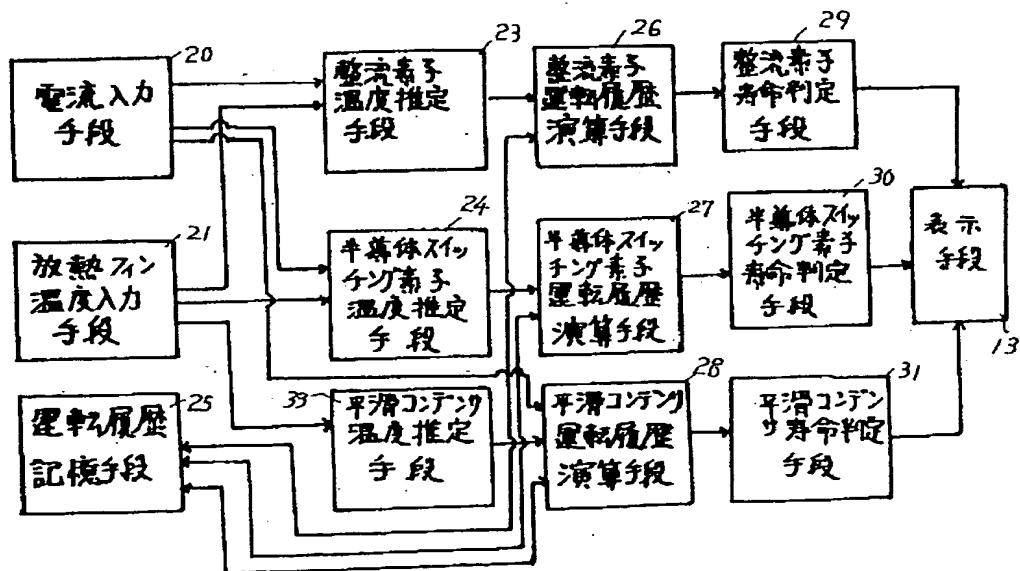 20
電流入力
手段
21
放熱フィン
温度入力
手段
25
運転履歴
記憶手段
23
整流素子
温度推定
手段
24
半導体スイッ
チング素子
温度推定
手段
33
平滑コンデンサ
温度推定
手段
26
整流素子
運転履歴
演算手段
27
半導体スイッ
チング素子
運転履歴
演算手段
28
平滑コンデンサ
運転履歴
演算手段
29
整流素子
寿命判定
手段
30
半導体スイッ
チング素子
寿命判定
手段
31
平滑コンデン
サ寿命判定
手段
表示
手段
13